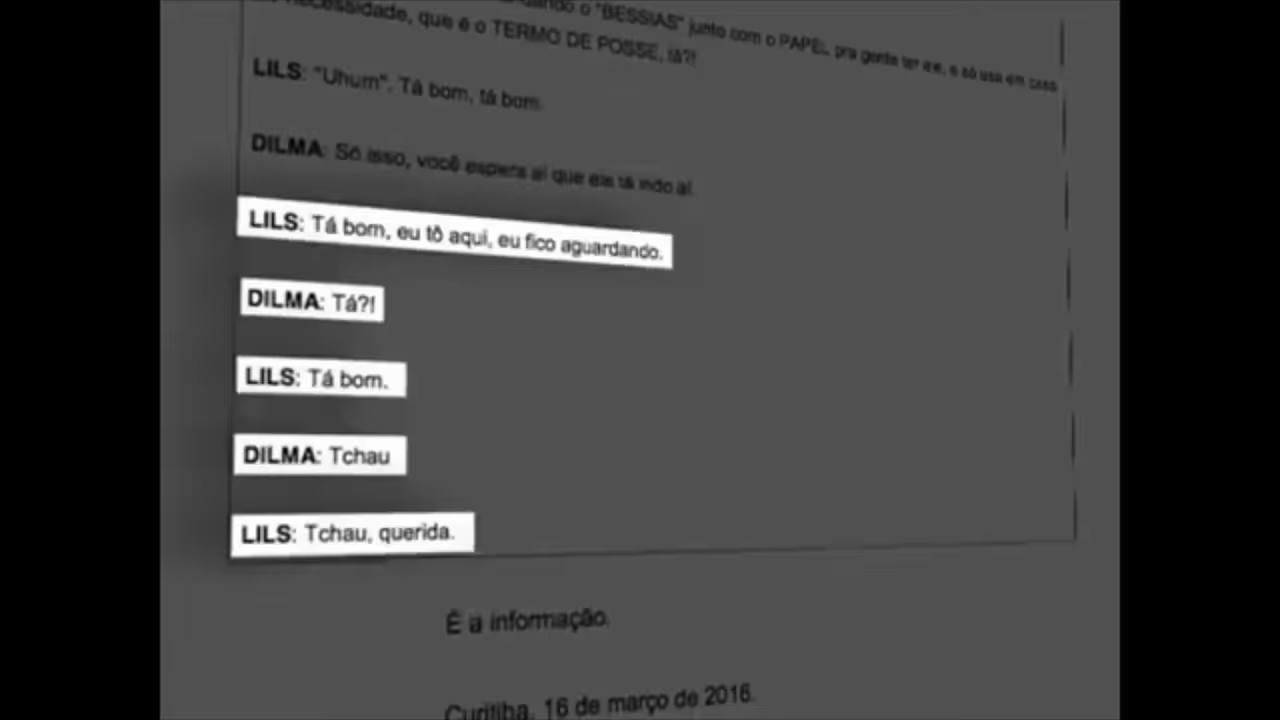 ando o "BESSIAS" junto com o PAPEL pra gente ter ele, e só usa em caso
necessidade, que é o TERMO DE POSSE, tá?!
LILS: "Uhum". Tá bom, tá bom.
DILMA: Só isso, você espera aí que ele tá indo aí.
LILS: Tá bom, eu tô aqui, eu fico aguardando.
DILMA: Tá?!
LILS: Tá bom.
DILMA: Tchau
LILS: Tchau, querida.
É a informação.
Curitiba, 16 de março de 2016.